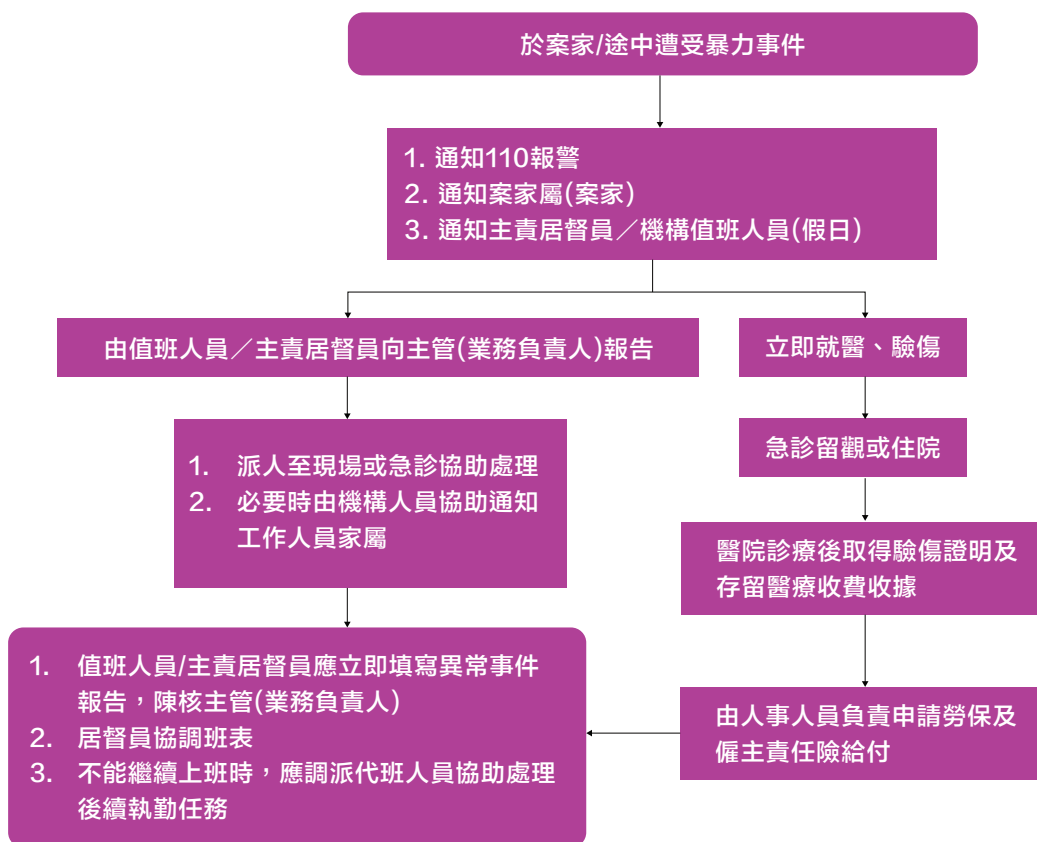 於案家/途中遭受暴力事件
1. 通知110報警
2. 通知案家屬(案家)
3. 通知主責居督員／機構值班人員(假日)
由值班人員／主責居督員向主管(業務負責人)報告
立即就醫、驗傷
1. 派人至現場或急診協助處理
2. 必要時由機構人員協助通知
工作人員家屬
急診留觀或住院
醫院診療後取得驗傷證明及
存留醫療收費收據
1. 值班人員/主責居督員應立即填寫異常事件
報告，陳核主管(業務負責人)
2. 居督員協調班表
3. 不能繼續上班時，應調派代班人員協助處理
後續執勤任務
由人事人員負責申請勞保及
僱主責任險給付